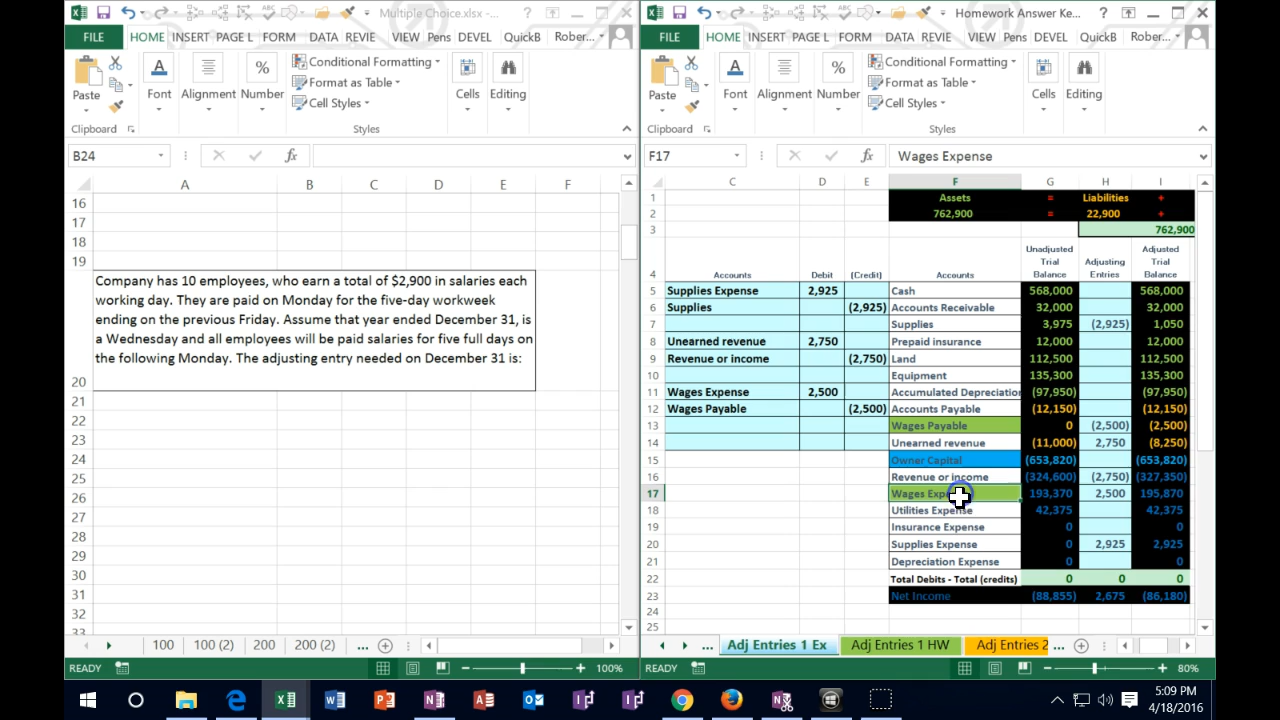 Multiple Choice.xlsx -...
?
FILE HOME INSERT PAGE L FORM DATA REVIE VIEW Pens DEVEL QuickB Rober...
Paste Font Alignment Number Conditional Formatting Cells Editing
Format as Table
Cell Styles
Clipboard Styles
B24
fx
A B C D E F
16
17
18
19
Company has 10 employees, who earn a total of $2,900 in salaries each
working day. They are paid on Monday for the five-day workweek
ending on the previous Friday. Assume that year ended December 31, is
a Wednesday and all employees will be paid salaries for five full days on
the following Monday. The adjusting entry needed on December 31 is:
20
21
22
23
24
25
26
27
28
29
30
31
32
33
100 100 (2) 200 200 (2) ...
READY 100%
Homework Answer Ke...
?
FILE HOME INSERT PAGE L FORM DATA REVIE VIEW Pens DEVEL QuickB Rober...
Paste Font Alignment Number Conditional Formatting Cells Editing
Format as Table
Cell Styles
Clipboard Styles
F17 fx Wages Expense
C D E F G H I
1 Assets = Liabilities +
2 762,900 = 22,900 +
3 762,900
4 Accounts Debit (Credit) Accounts Unadjusted Trial Balance Adjusting Entries Adjusted Trial Balance
5 Supplies Expense 2,925 Cash 568,000 568,000
6 Supplies (2,925) Accounts Receivable 32,000 32,000
7 Supplies 3,975 (2,925) 1,050
8 Unearned revenue 2,750 Prepaid insurance 12,000 12,000
9 Revenue or income (2,750) Land 112,500 112,500
10 Equipment 135,300 135,300
11 Wages Expense 2,500 Accumulated Depreciation (97,950) (97,950)
12 Wages Payable (2,500) Accounts Payable (12,150) (12,150)
13 Wages Payable 0 (2,500) (2,500)
14 Unearned revenue (11,000) 2,750 (8,250)
15 Owner Capital (653,820) (653,820)
16 Revenue or income (324,600) (2,750) (327,350)
17 Wages Exp 193,370 2,500 195,870
18 Utilities Expense 42,375 42,375
19 Insurance Expense 0 0
20 Supplies Expense 0 2,925 2,925
21 Depreciation Expense 0 0
22 Total Debits - Total (credits) 0 0 0
23 Net Income (88,855) 2,675 (86,180)
24
25
... Adj Entries 1 Ex Adj Entries 1 HW Adj Entries 2 ...
READY 80%
5:09 PM
4/18/2016